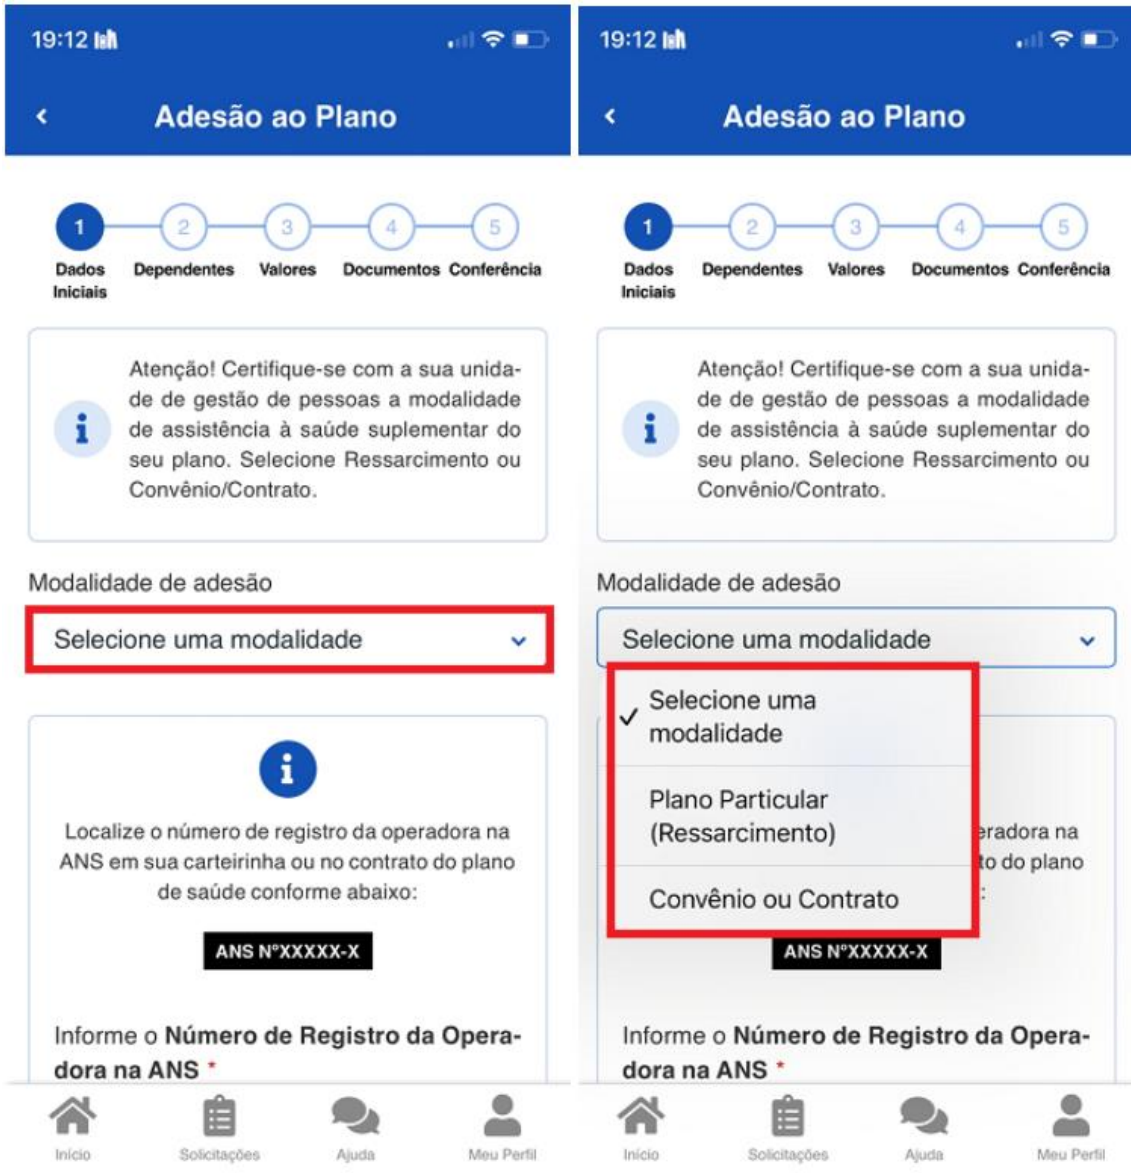 19:12
Adesão ao Plano
1 2 3 4 5
Dados Iniciais Dependentes Valores Documentos Conferência
Atenção! Certifique-se com a sua unida-
de de gestão de pessoas a modalidade
de assistência à saúde suplementar do
seu plano. Selecione Ressarcimento ou
Convênio/Contrato.
Modalidade de adesão
Selecione uma modalidade
Localize o número de registro da operadora na
ANS em sua carteirinha ou no contrato do plano
de saúde conforme abaixo:
ANS N°XXXXX-X
Informe o Número de Registro da Opera-
dora na ANS *
Início Solicitações Ajuda Meu Perfil
19:12
Adesão ao Plano
1 2 3 4 5
Dados Iniciais Dependentes Valores Documentos Conferência
Atenção! Certifique-se com a sua unida-
de de gestão de pessoas a modalidade
de assistência à saúde suplementar do
seu plano. Selecione Ressarcimento ou
Convênio/Contrato.
Modalidade de adesão
Selecione uma modalidade
Selecione uma
modalidade
Plano Particular
(Ressarcimento)
Convênio ou Contrato
eradora na
to do plano
:
ANS N°XXXXX-X
Informe o Número de Registro da Opera-
dora na ANS *
Início Solicitações Ajuda Meu Perfil